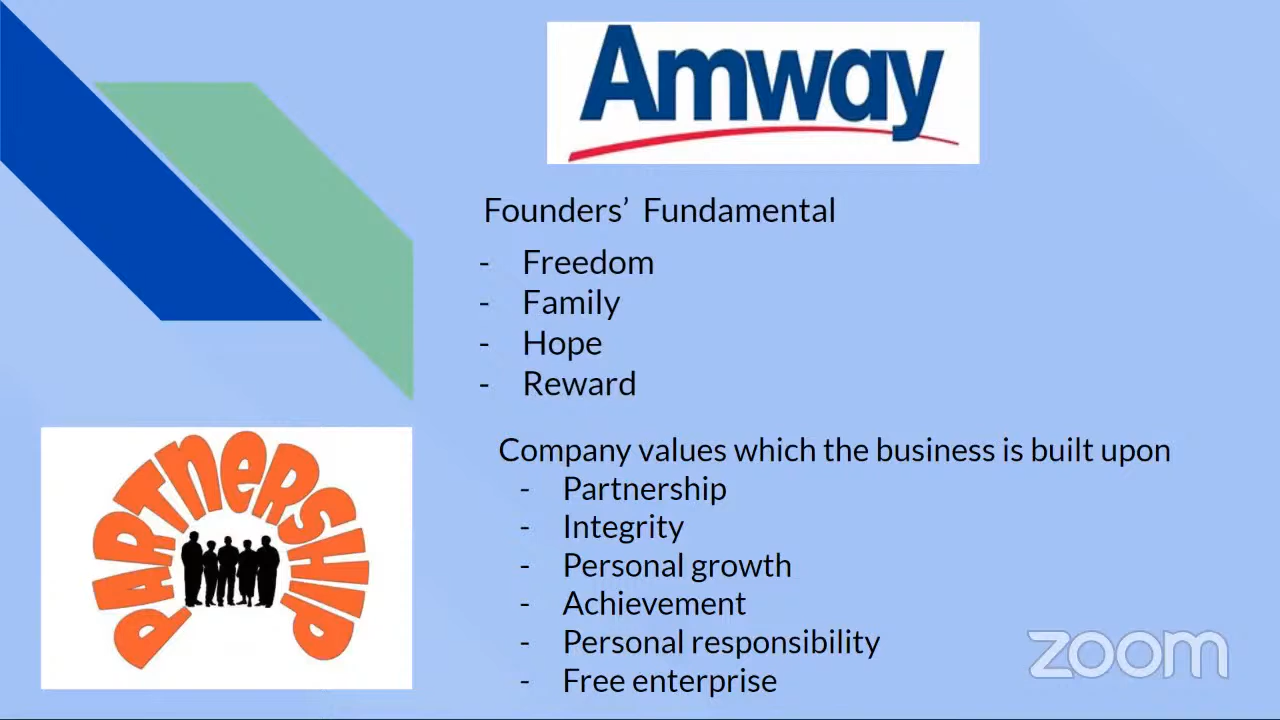 Amway
Founders’ Fundamental
- Freedom
- Family
- Hope
- Reward
PARTNERSHIP
Company values which the business is built upon
- Partnership
- Integrity
- Personal growth
- Achievement
- Personal responsibility
- Free enterprise
zoom